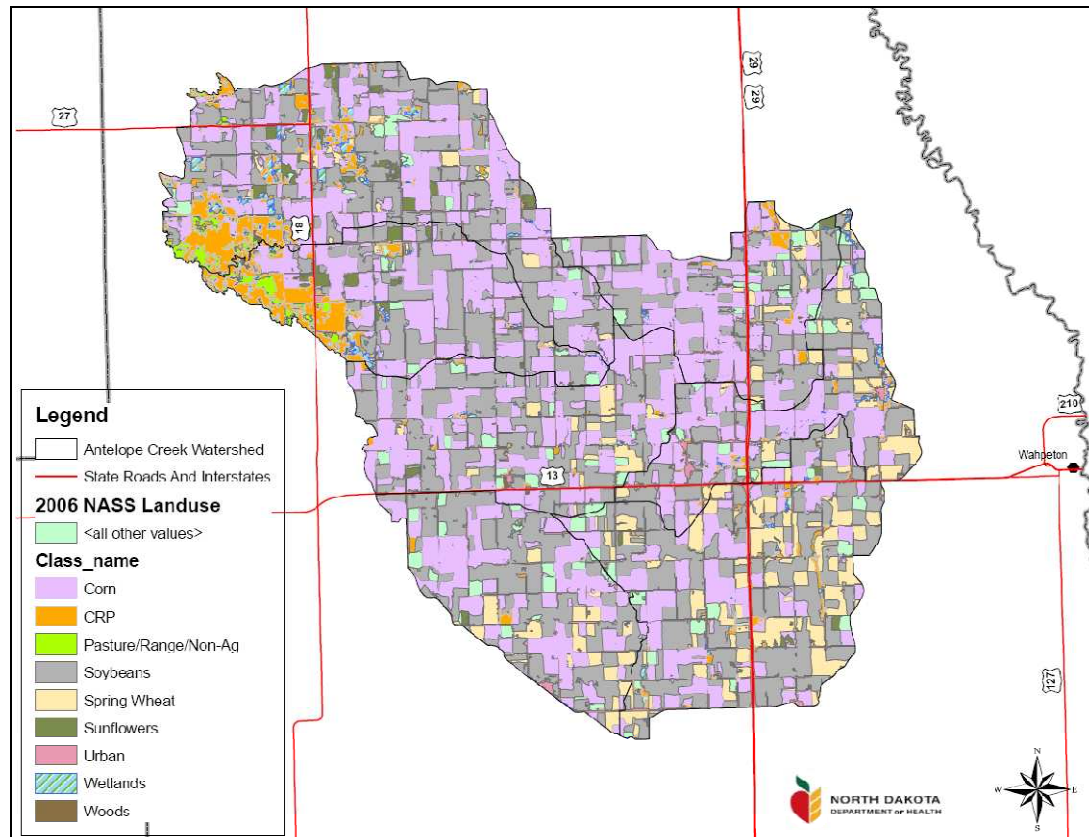 29
29
27
81
210
Wahpeton
13
127
Legend
Antelope Creek Watershed
State Roads And Interstates
2006 NASS Landuse
<all other values>
Class_name
Corn
CRP
Pasture/Range/Non-Ag
Soybeans
Spring Wheat
Sunflowers
Urban
Wetlands
Woods
NORTH DAKOTA
DEPARTMENT of HEALTH
N
W
E
S